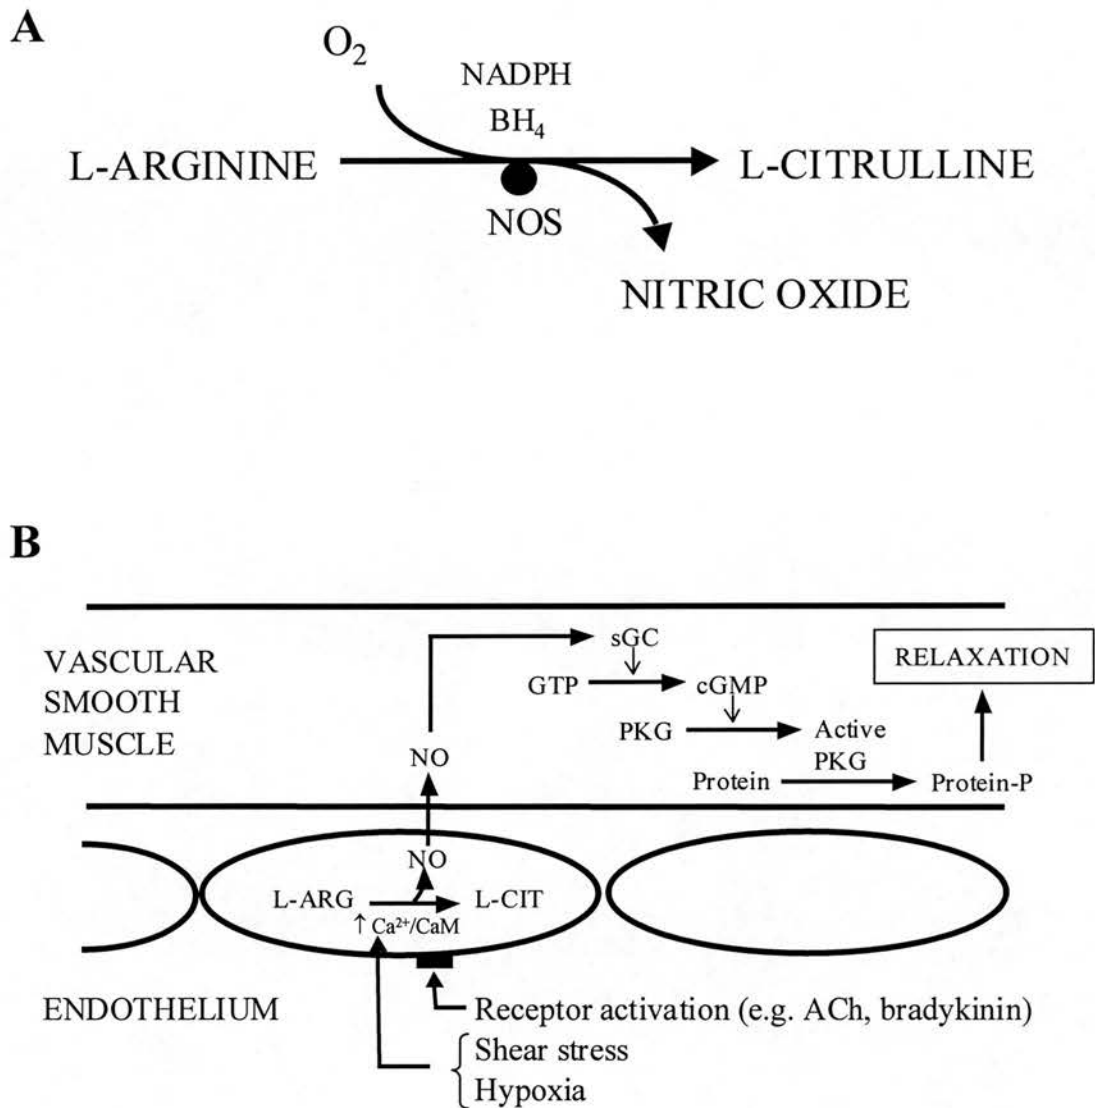 A
O₂
NADPH
BH₄
L-ARGININE
L-CITRULLINE
NOS
NITRIC OXIDE
B
VASCULAR
SMOOTH
MUSCLE
sGC
RELAXATION
GTP
cGMP
PKG
Active
PKG
NO
Protein
Protein-P
NO
L-ARG
L-CIT
↑ Ca²⁺/CaM
ENDOTHELIUM
Receptor activation (e.g. ACh, bradykinin)
Shear stress
Hypoxia